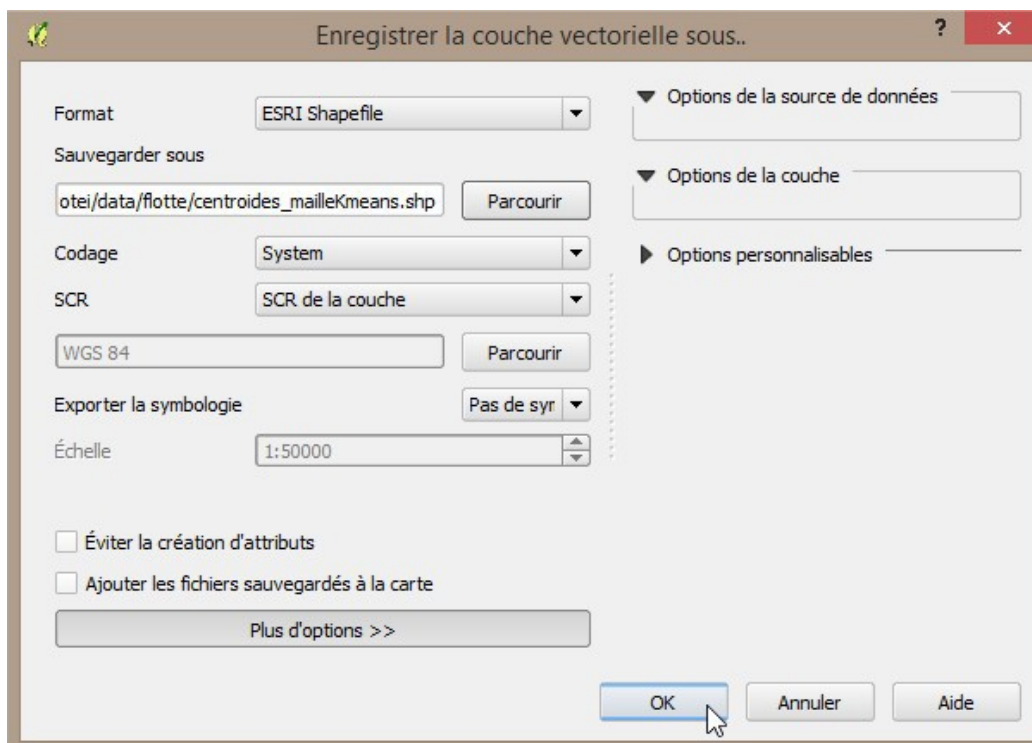 Enregistrer la couche vectorielle sous..
?
Format
ESRI Shapefile
Sauvegarder sous
otei/data/flotte/centroides_mailleKmeans.shp
Parcourir
Codage
System
SCR
SCR de la couche
WGS 84
Parcourir
Exporter la symbologie
Pas de syr
Échelle
1:50000
Éviter la création d'attributs
Ajouter les fichiers sauvegardés à la carte
Plus d'options >>
Options de la source de données
Options de la couche
Options personnalisables
OK
Annuler
Aide